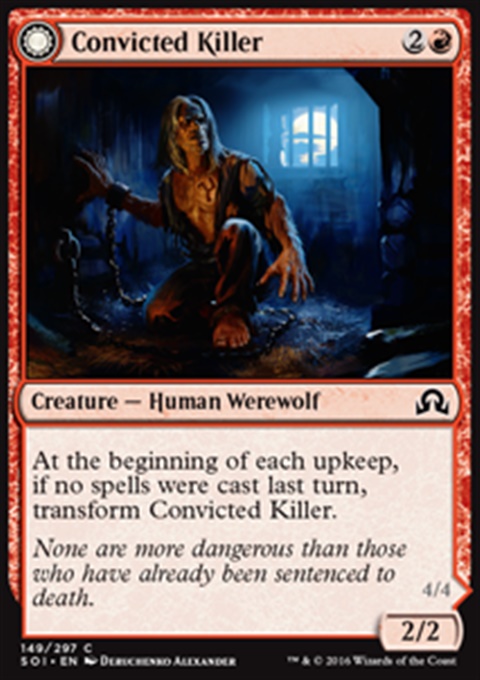 Convicted Killer 2
Creature — Human Werewolf
At the beginning of each upkeep,
if no spells were cast last turn,
transform Convicted Killer.
None are more dangerous than those
who have already been sentenced to
death.
4/4
2/2
149/297 C
SOI • EN Deruchenko Alexander
™ & © 2016 Wizards of the Coast